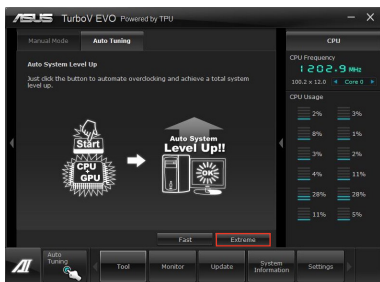 ASUS TurboV EVO Powered by TPU
Manual Mode Auto Tuning
Auto System Level Up
Just click the button to automate overclocking and achieve a total system
level up.
Start
CPU
+
GPU
Auto System
Level Up!!
OK
Fast Extreme
CPU
CPU Frequency
1202.9 MHz
100.2 x 12.0 Core 0
CPU Usage
2% 3%
8% 1%
3% 2%
4% 11%
28% 28%
11% 5%
AII
Auto
Tuning
Tool Monitor Update System
Information Settings